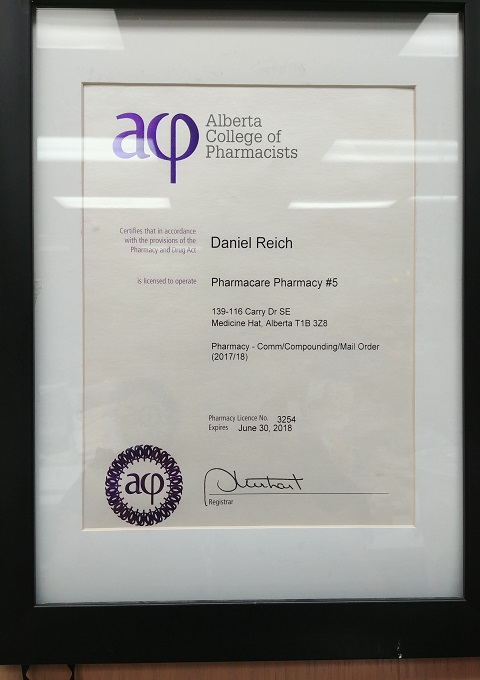 acp
Alberta
College of
Pharmacists
Certifies that in accordance
with the provisions of the
Pharmacy and Drug Act
Daniel Reich
is licensed to operate
Pharmacare Pharmacy #5
139-116 Carry Dr SE
Medicine Hat, Alberta T1B 3Z8
Pharmacy - Comm/Compounding/Mail Order
(2017/18)
Pharmacy Licence No. 3254
Expires June 30, 2018
acp
Registrar